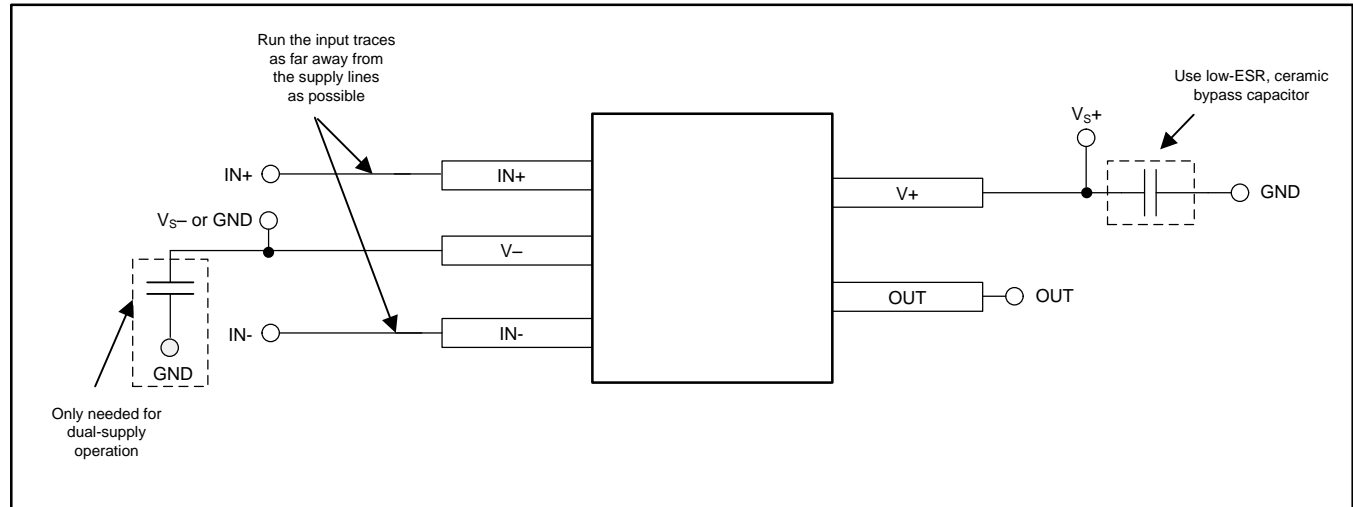 Run the input traces
as far away from
the supply lines
as possible
Use low-ESR, ceramic
bypass capacitor
VS+
IN+
IN+
V+
GND
VS– or GND
V–
OUT
OUT
IN-
IN-
GND
Only needed for
dual-supply
operation